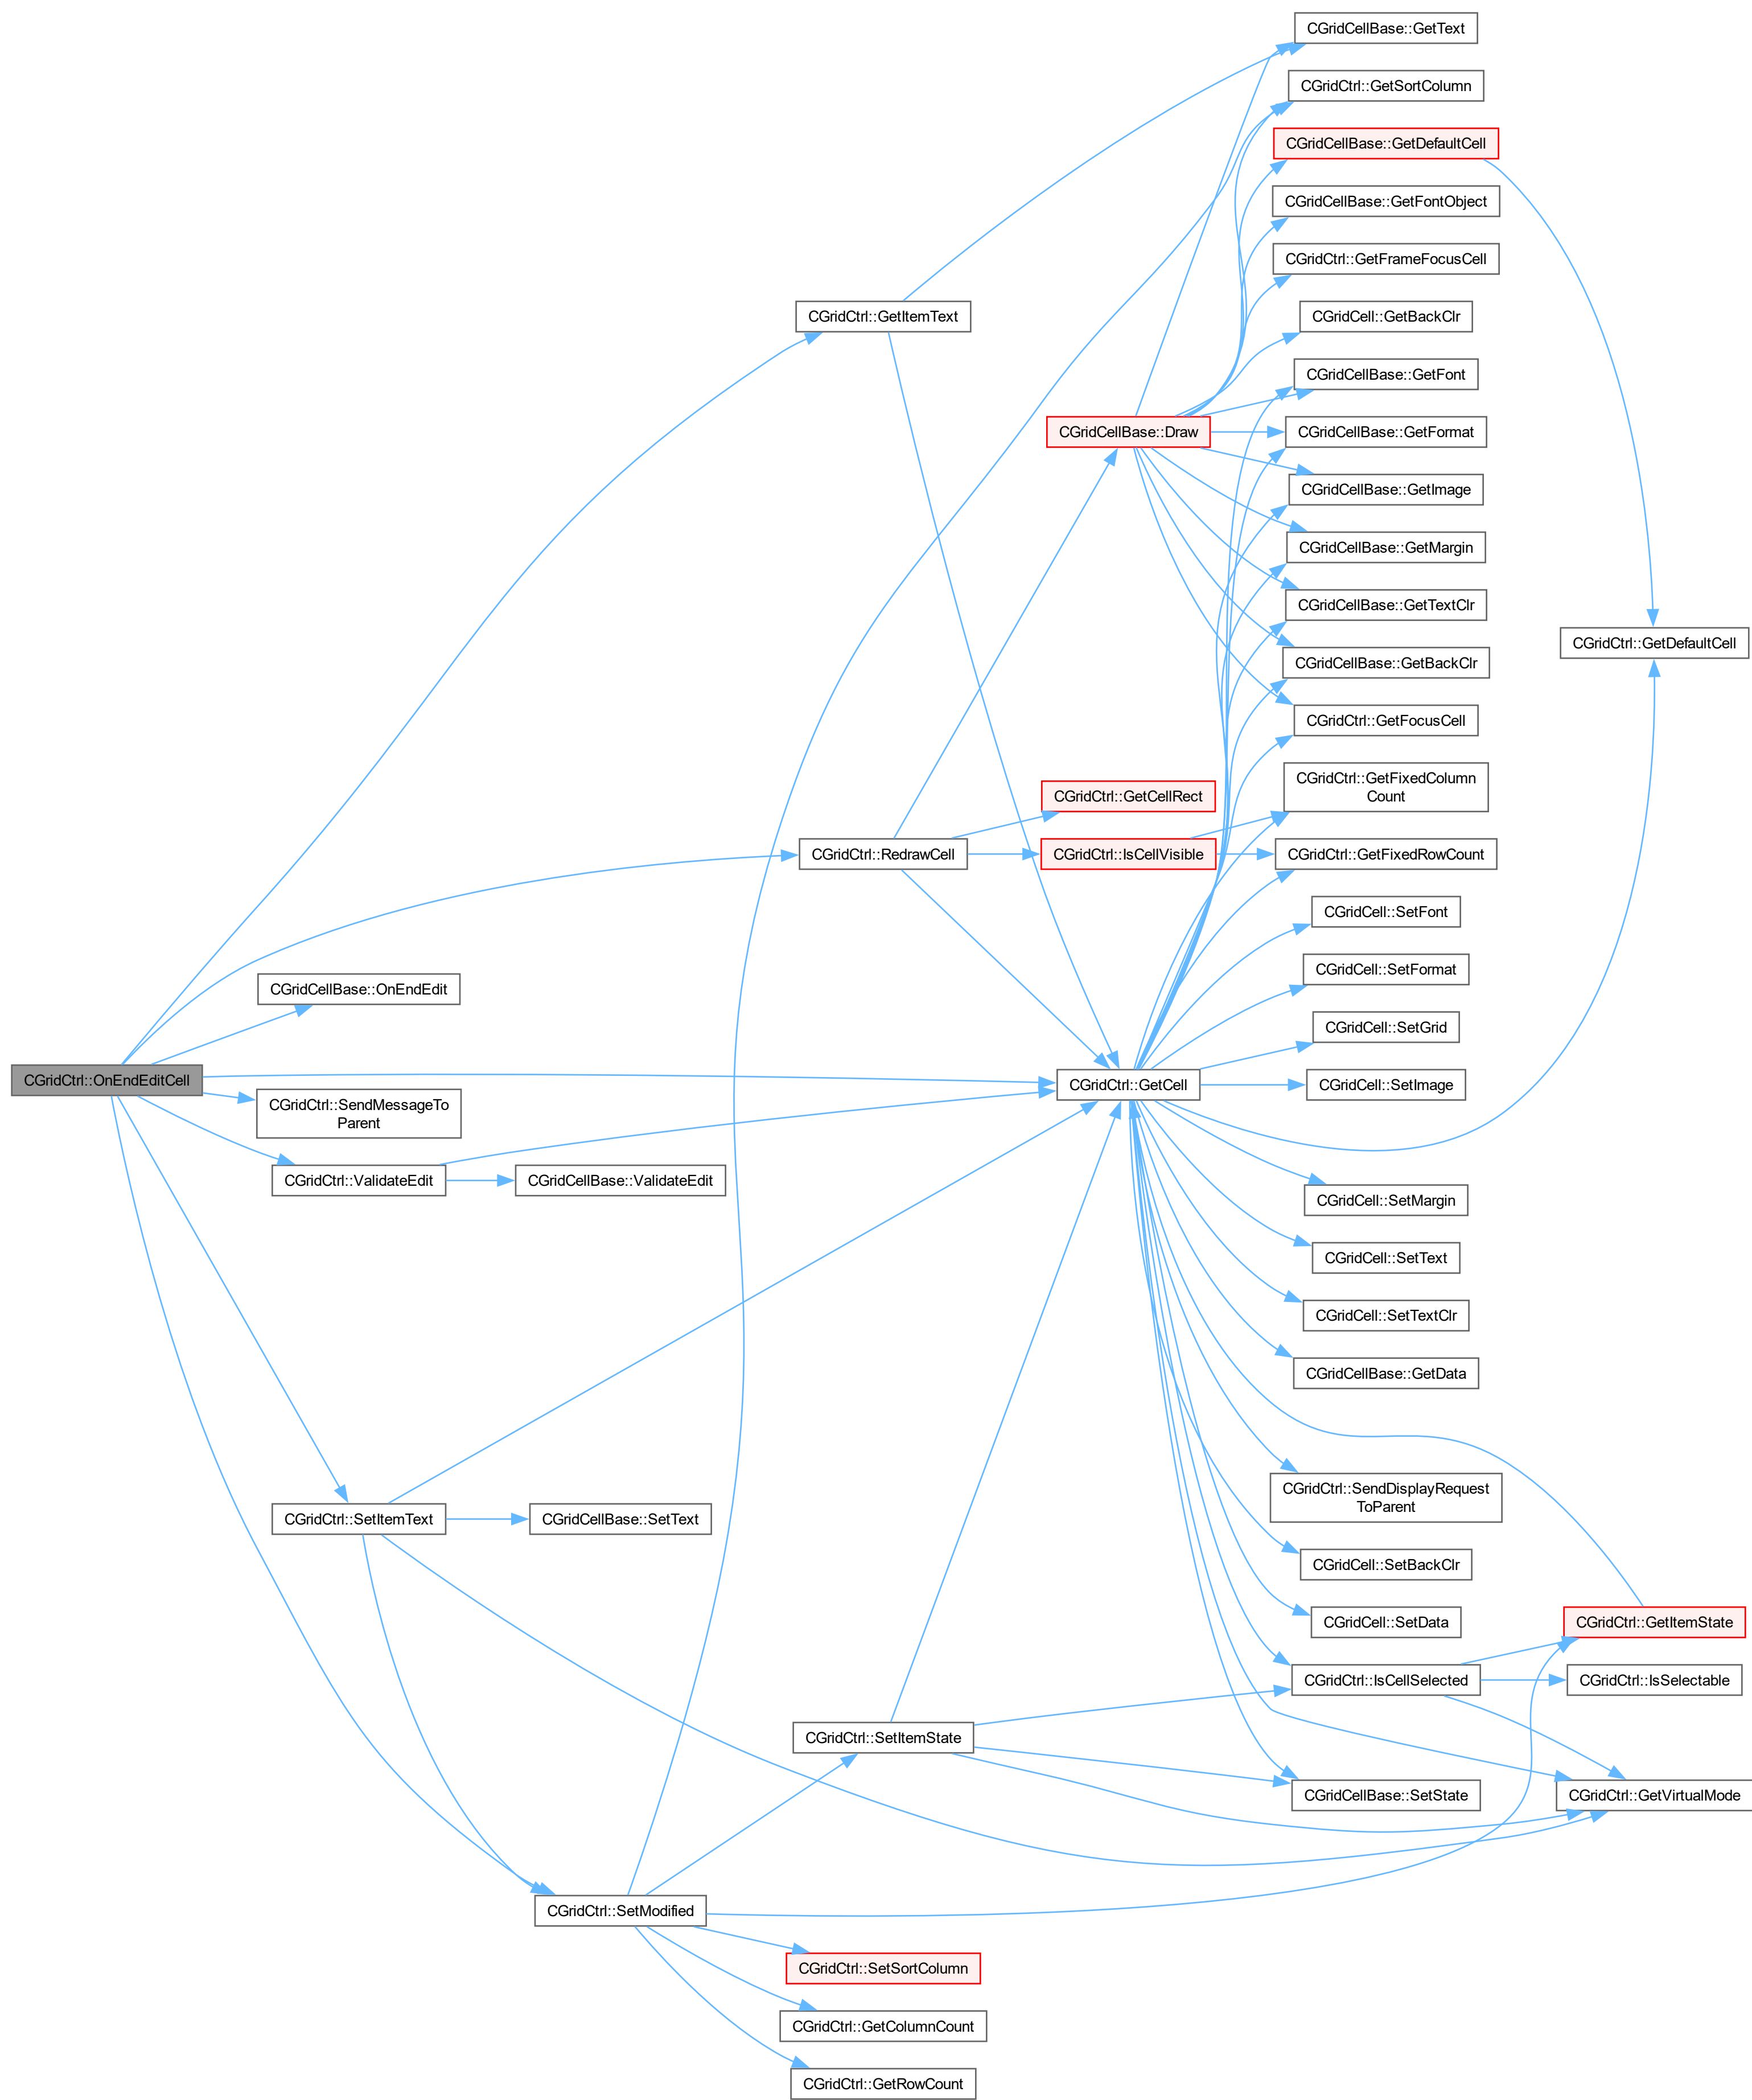 CGridCellBase::GetText
CGridCtrl::GetSortColumn
CGridCellBase::GetDefaultCell
CGridCellBase::GetFontObject
CGridCtrl::GetFrameFocusCell
CGridCtrl::GetItemText
CGridCell::GetBackClr
CGridCellBase::GetFont
CGridCellBase::Draw
CGridCellBase::GetFormat
CGridCellBase::GetImage
CGridCellBase::GetMargin
CGridCellBase::GetTextClr
CGridCtrl::GetDefaultCell
CGridCellBase::GetBackClr
CGridCtrl::GetFocusCell
CGridCtrl::GetFixedColumn
Count
CGridCtrl::GetCellRect
CGridCtrl::RedrawCell
CGridCtrl::IsCellVisible
CGridCtrl::GetFixedRowCount
CGridCell::SetFont
CGridCell::SetFormat
CGridCellBase::OnEndEdit
CGridCell::SetGrid
CGridCtrl::OnEndEditCell
CGridCtrl::GetCell
CGridCell::SetImage
CGridCtrl::SendMessageTo
Parent
CGridCtrl::ValidateEdit
CGridCellBase::ValidateEdit
CGridCell::SetMargin
CGridCell::SetText
CGridCell::SetTextClr
CGridCellBase::GetData
CGridCtrl::SendDisplayRequest
ToParent
CGridCtrl::SetItemText
CGridCellBase::SetText
CGridCell::SetBackClr
CGridCell::SetData
CGridCtrl::GetItemState
CGridCtrl::IsCellSelected
CGridCtrl::IsSelectable
CGridCtrl::SetItemState
CGridCellBase::SetState
CGridCtrl::GetVirtualMode
CGridCtrl::SetModified
CGridCtrl::SetSortColumn
CGridCtrl::GetColumnCount
CGridCtrl::GetRowCount